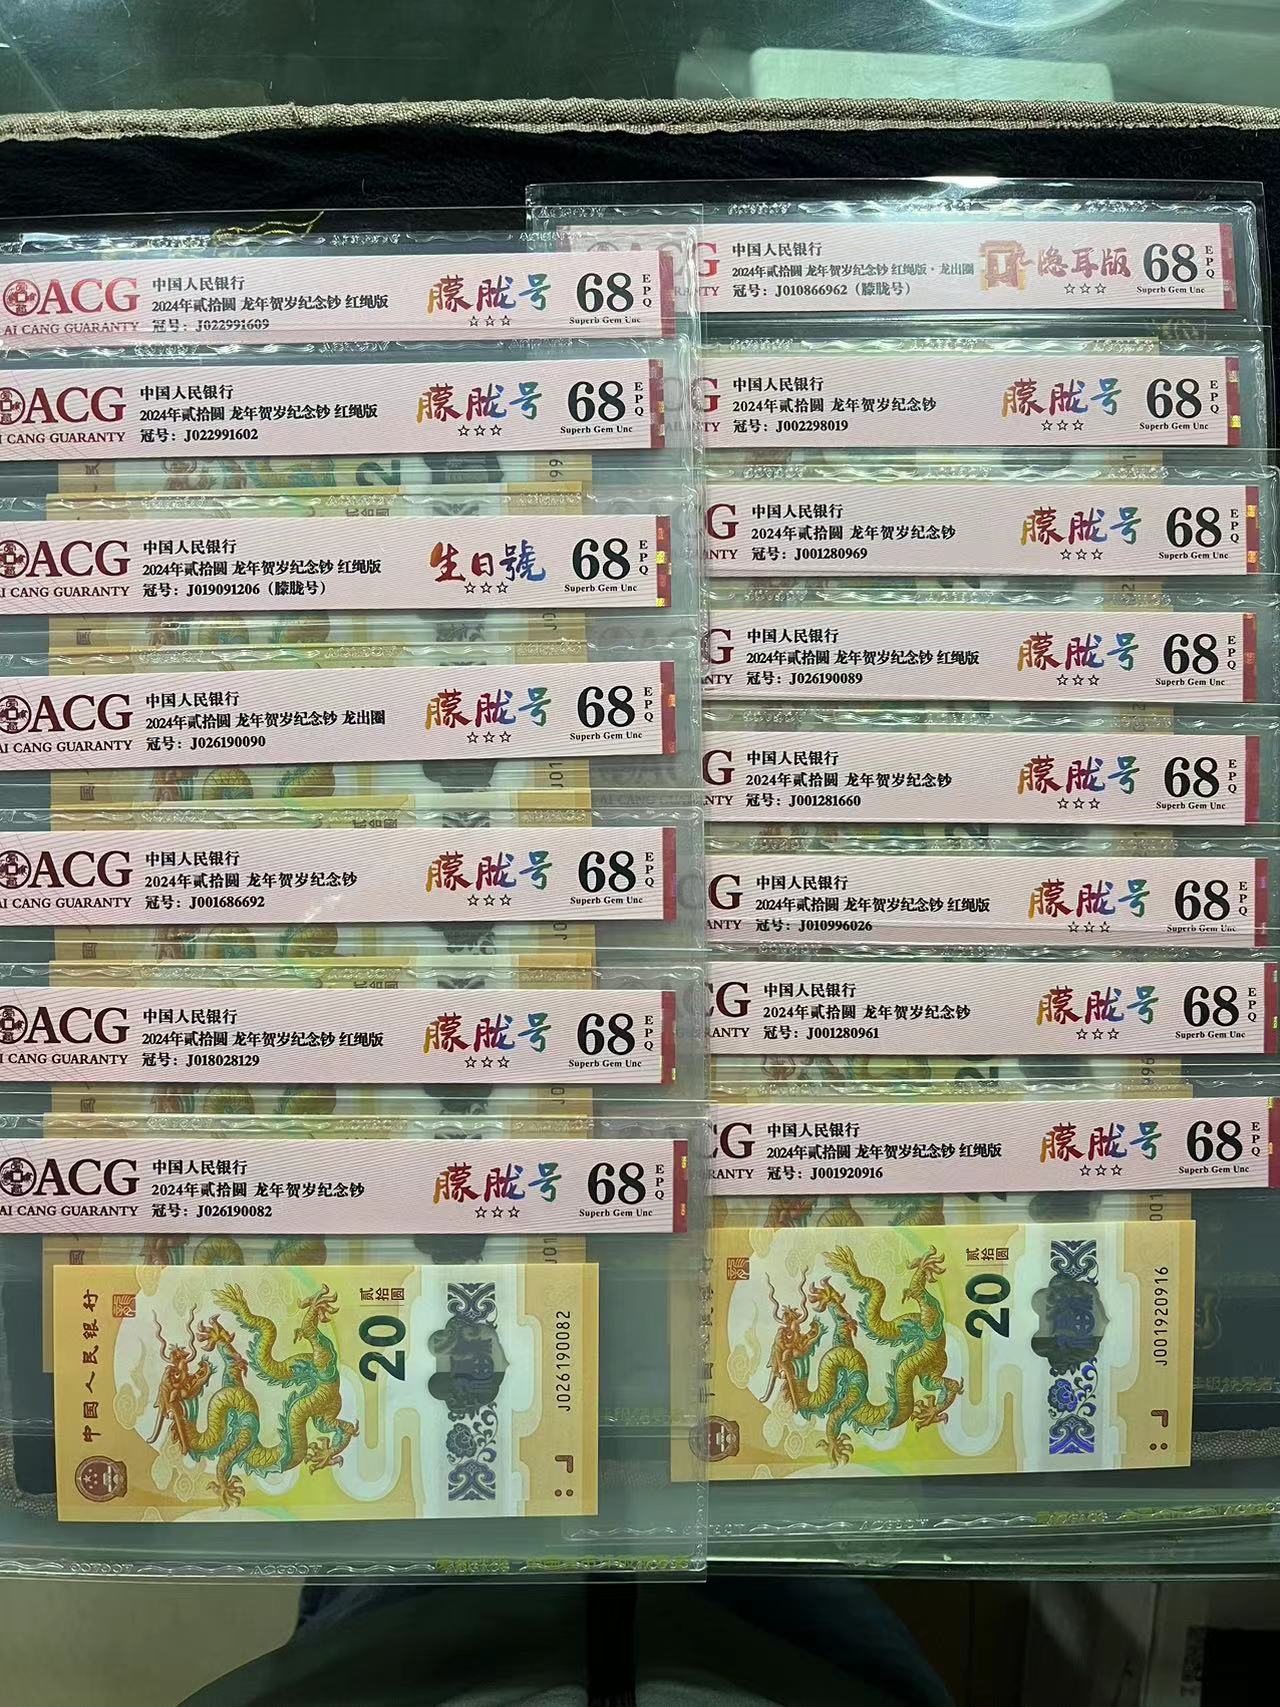 ACG
AI CANG GUARANTY
中国人民银行
2024年贰拾圆 龙年贺岁纪念钞 红绳版
冠号：J022991609
朦胧号
☆☆☆
68
EPQ
Superb Gem Unc
ACG
I CANG GUARANTY
中国人民银行
2024年贰拾圆 龙年贺岁纪念钞 红绳版
冠号：J022991602
朦胧号
☆☆☆
68
EPQ
Superb Gem Unc
ACG
I CANG GUARANTY
中国人民银行
2024年贰拾圆 龙年贺岁纪念钞 红绳版
冠号：J019091206（朦胧号）
生日號
☆☆☆
68
EPQ
Superb Gem Unc
ACG
AI CANG GUARANTY
中国人民银行
2024年贰拾圆 龙年贺岁纪念钞 龙出圈
冠号：J026190090
朦胧号
☆☆☆
68
EPQ
Superb Gem Unc
ACG
AI CANG GUARANTY
中国人民银行
2024年贰拾圆 龙年贺岁纪念钞
冠号：J001686692
朦胧号
☆☆☆
68
EPQ
Superb Gem Unc
ACG
I CANG GUARANTY
中国人民银行
2024年贰拾圆 龙年贺岁纪念钞 红绳版
冠号：J018028129
朦胧号
☆☆☆
68
EPQ
Superb Gem Unc
ACG
AI CANG GUARANTY
中国人民银行
2024年贰拾圆 龙年贺岁纪念钞
冠号：J026190082
朦胧号
☆☆☆
68
EPQ
Superb Gem Unc
中国人民银行
贰拾圆
20
J026190082
CG
RANTY
中国人民银行
2024年贰拾圆 龙年贺岁纪念钞 红绳版·龙出圈
冠号：J010866962（朦胧号）
隐耳版
☆☆☆
68
EPQ
Superb Gem Unc
G
NTY
中国人民银行
2024年贰拾圆 龙年贺岁纪念钞
冠号：J002298019
朦胧号
☆☆☆
68
EPQ
Superb Gem Unc
G
ANTY
中国人民银行
2024年贰拾圆 龙年贺岁纪念钞
冠号：J001280969
朦胧号
☆☆☆
68
EPQ
Superb Gem Unc
G
NTY
中国人民银行
2024年贰拾圆 龙年贺岁纪念钞 红绳版
冠号：J026190089
朦胧号
☆☆☆
68
EPQ
Superb Gem Unc
G
NTY
中国人民银行
2024年贰拾圆 龙年贺岁纪念钞
冠号：J001281660
朦胧号
☆☆☆
68
EPQ
Superb Gem Unc
G
ANTY
中国人民银行
2024年贰拾圆 龙年贺岁纪念钞 红绳版
冠号：J010996026
朦胧号
☆☆☆
68
EPQ
Superb Gem Unc
CG
RANTY
中国人民银行
2024年贰拾圆 龙年贺岁纪念钞
冠号：J001280961
朦胧号
☆☆☆
68
EPQ
Superb Gem Unc
CG
RANTY
中国人民银行
2024年贰拾圆 龙年贺岁纪念钞 红绳版
冠号：J001920916
朦胧号
☆☆☆
68
EPQ
Superb Gem Unc
贰拾圆
20
J001920916